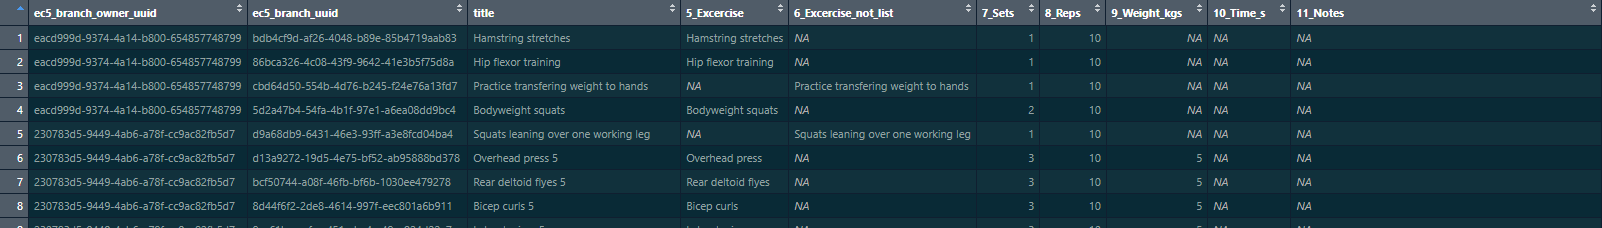 ec5_branch_owner_uuid ec5_branch_uuid title 5_Excercise 6_Excercise_not_list 7_Sets 8_Reps 9_Weight_kgs 10_Time_s 11_Notes
1 eacd999d-9374-4a14-b800-654857748799 bdb4cf9d-af26-4048-b89e-85b4719aab83 Hamstring stretches Hamstring stretches NA 1 10 NA NA NA
2 eacd999d-9374-4a14-b800-654857748799 86bca326-4c08-43f9-9642-41e3b5f75d8a Hip flexor training Hip flexor training NA 1 10 NA NA NA
3 eacd999d-9374-4a14-b800-654857748799 cbd64d50-554b-4d76-b245-f24e76a13fd7 Practice transfering weight to hands NA Practice transfering weight to hands 1 10 NA NA NA
4 eacd999d-9374-4a14-b800-654857748799 5d2a47b4-54fa-4b1f-97e1-a6ea08dd9bc4 Bodyweight squats Bodyweight squats NA 2 10 NA NA NA
5 230783d5-9449-4ab6-a78f-cc9ac82fb5d7 d9a68db9-6431-46e3-93ff-a3e8fcd04ba4 Squats leaning over one working leg NA Squats leaning over one working leg 1 10 NA NA NA
6 230783d5-9449-4ab6-a78f-cc9ac82fb5d7 d13a9272-19d5-4e75-bf52-ab95888bd378 Overhead press 5 Overhead press NA 3 10 5 NA NA
7 230783d5-9449-4ab6-a78f-cc9ac82fb5d7 bcf50744-a08f-46fb-bf6b-1030ee479278 Rear deltoid flyes 5 Rear deltoid flyes NA 3 10 5 NA NA
8 230783d5-9449-4ab6-a78f-cc9ac82fb5d7 8d44f6f2-2de8-4614-997f-eec801a6b911 Bicep curls 5 Bicep curls NA 3 10 5 NA NA